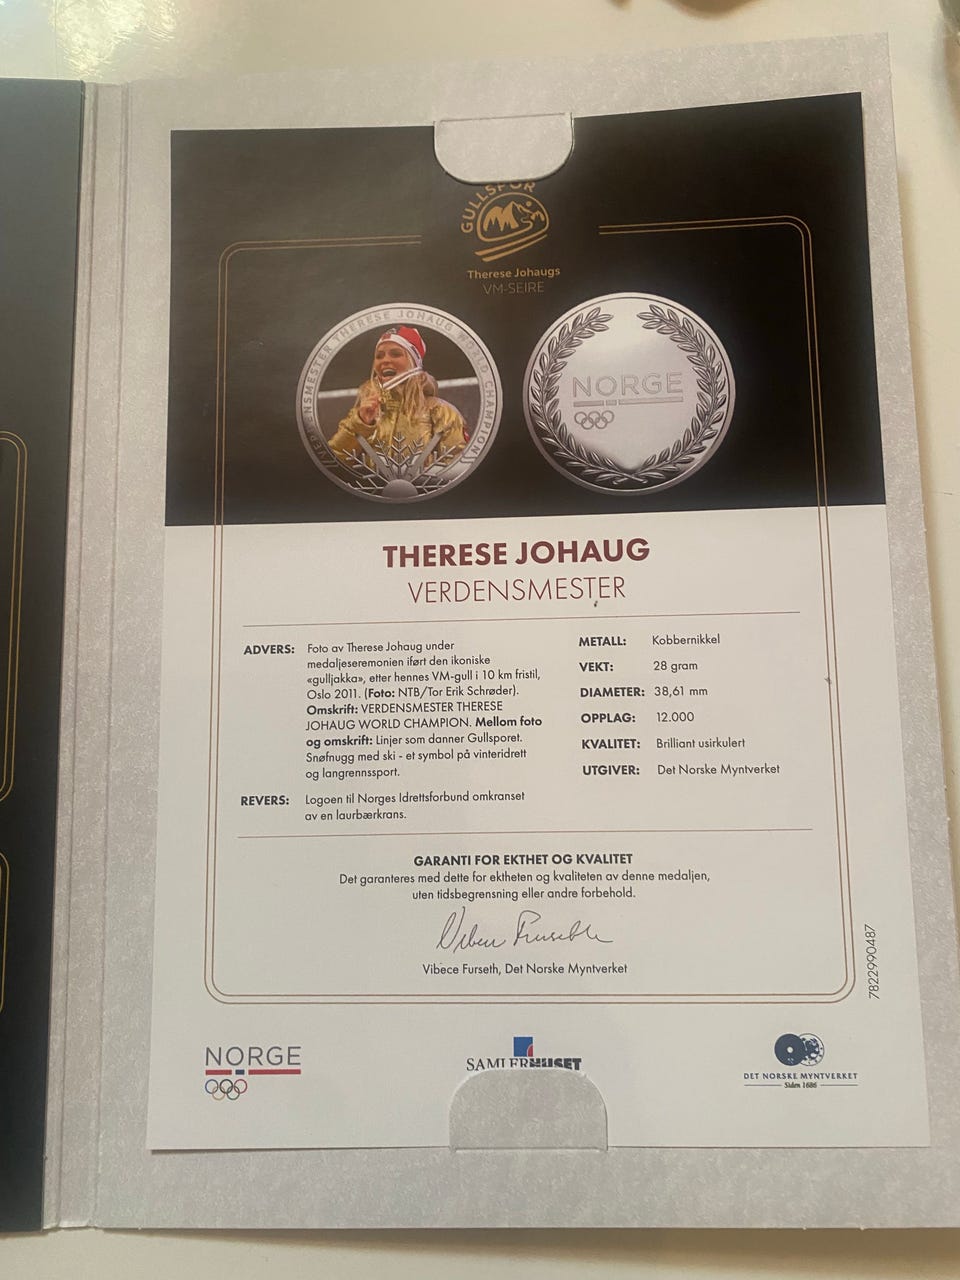 GULLSPOR
Therese Johaugs
VM-SEIRE
VERDENSMESTER THERESE JOHAUG WORLD CHAMPION
NORGE
THERESE JOHAUG
VERDENSMESTER
ADVERS: Foto av Therese Johaug under
medaljeseremonien iført den ikoniske
«gulljakka», etter hennes VM-gull i 10 km fristil,
Oslo 2011. (Foto: NTB/Tor Erik Schrøder).
Omskrift: VERDENSMESTER THERESE
JOHAUG WORLD CHAMPION. Mellom foto
og omskrift: Linjer som danner Gullsporet.
Snøfnugg med ski - et symbol på vinteridrett
og langrennssport.
REVERS: Logoen til Norges Idrettsforbund omkranset
av en laurbærkrans.
METALL: Kobbernikkel
VEKT: 28 gram
DIAMETER: 38,61 mm
OPPLAG: 12.000
KVALITET: Brilliant usirkulert
UTGIVER: Det Norske Myntverket
GARANTI FOR EKTHET OG KVALITET
Det garanteres med dette for ektheten og kvaliteten av denne medaljen,
uten tidsbegrensning eller andre forbehold.
Vibece Furseth
Vibece Furseth, Det Norske Myntverket
7822990487
NORGE
SAMLERHUSET
DET NORSKE MYNTVERKET
Siden 1686